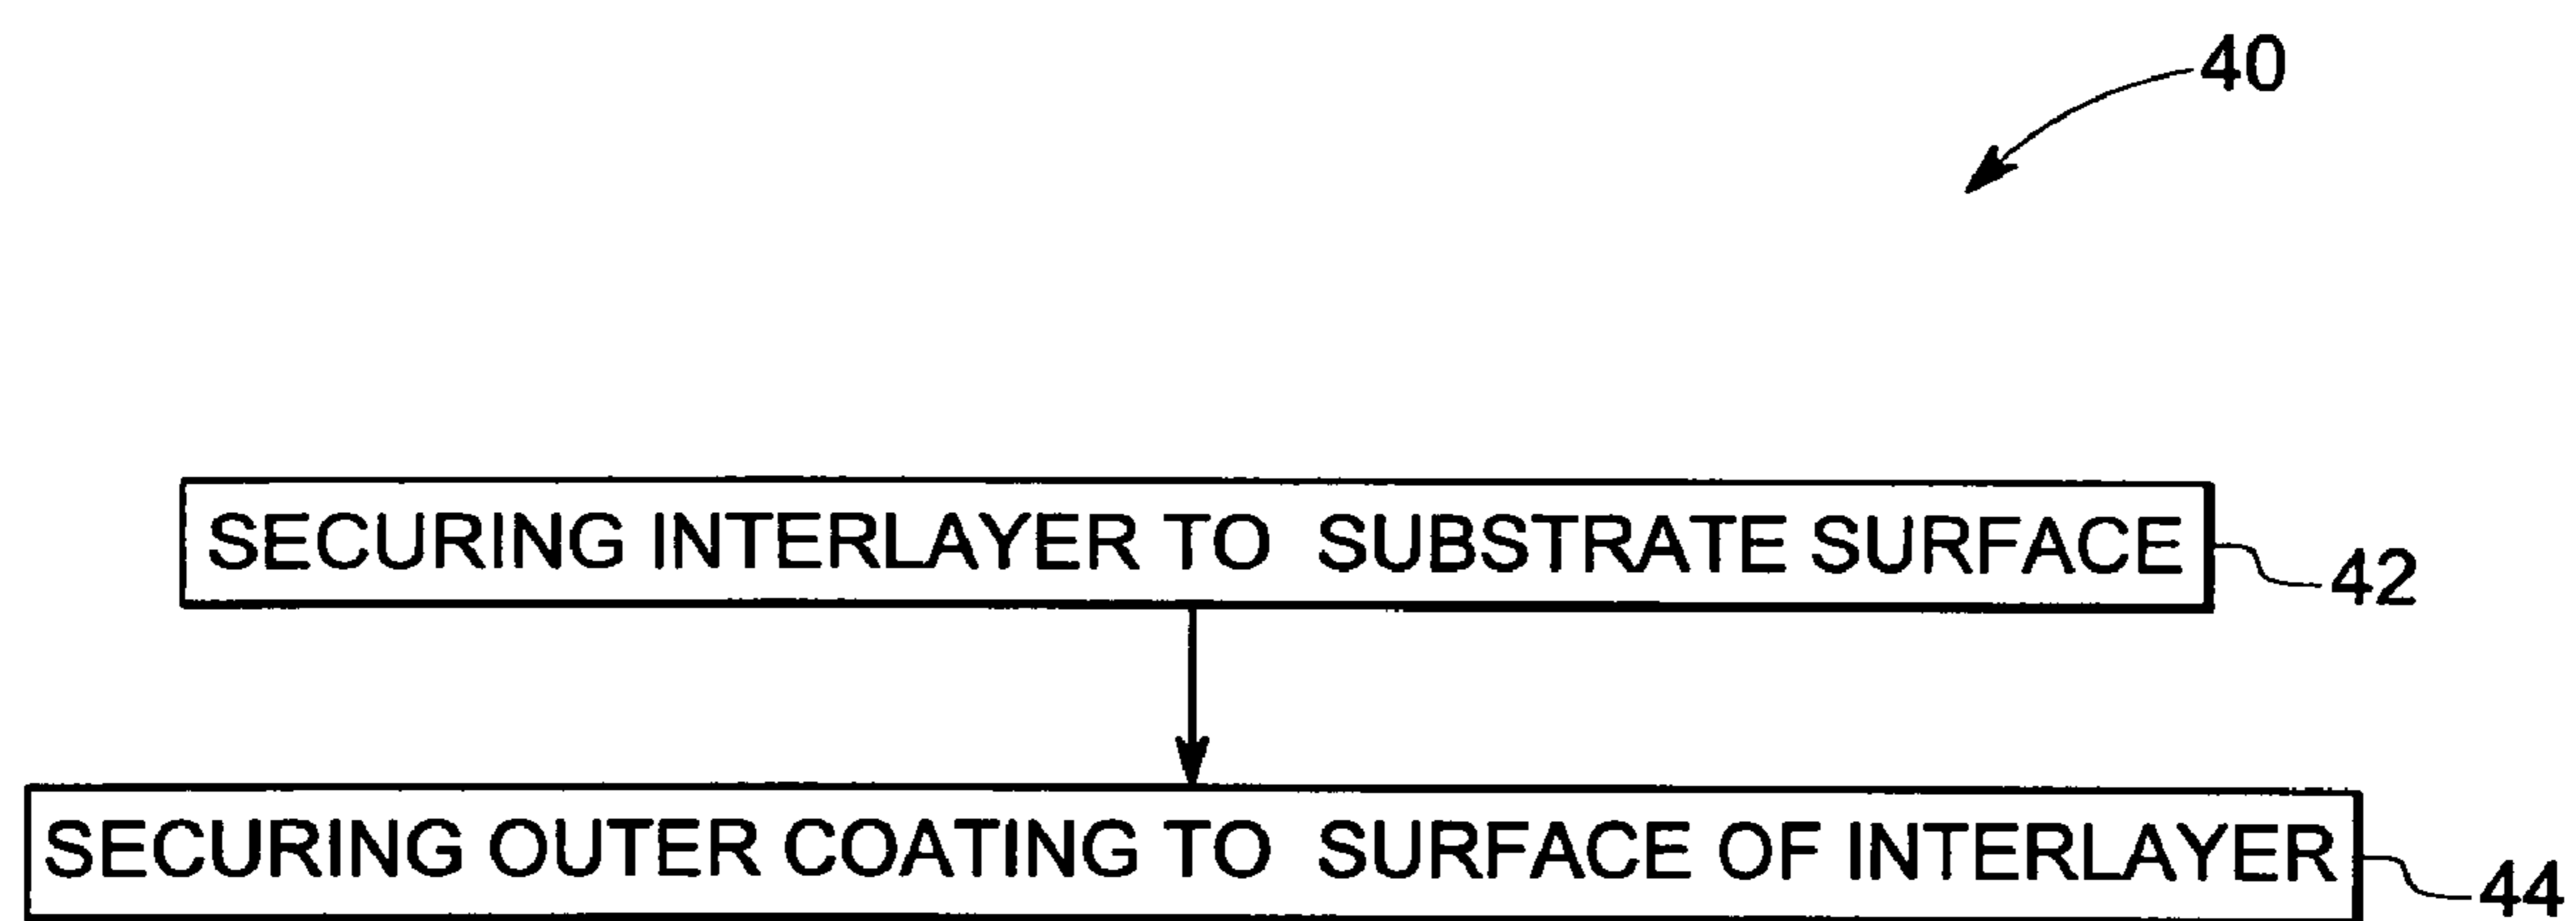 40
SECURING INTERLAYER TO SUBSTRATE SURFACE
42
SECURING OUTER COATING TO SURFACE OF INTERLAYER
44